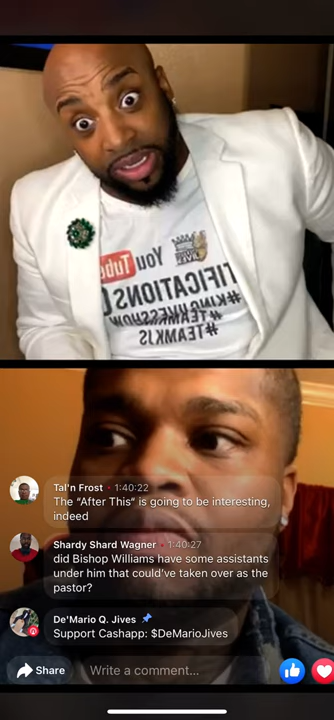 You Tube
TIFICATIONS
#TEAMKJS
Tal'n Frost • 1:40:22
The “After This” is going to be interesting,
indeed
Shardy Shard Wagner • 1:40:27
did Bishop Williams have some assistants
under him that could've taken over as the
pastor?
De'Mario Q. Jives
Support Cashapp: $DeMarioJives
Share
Write a comment...